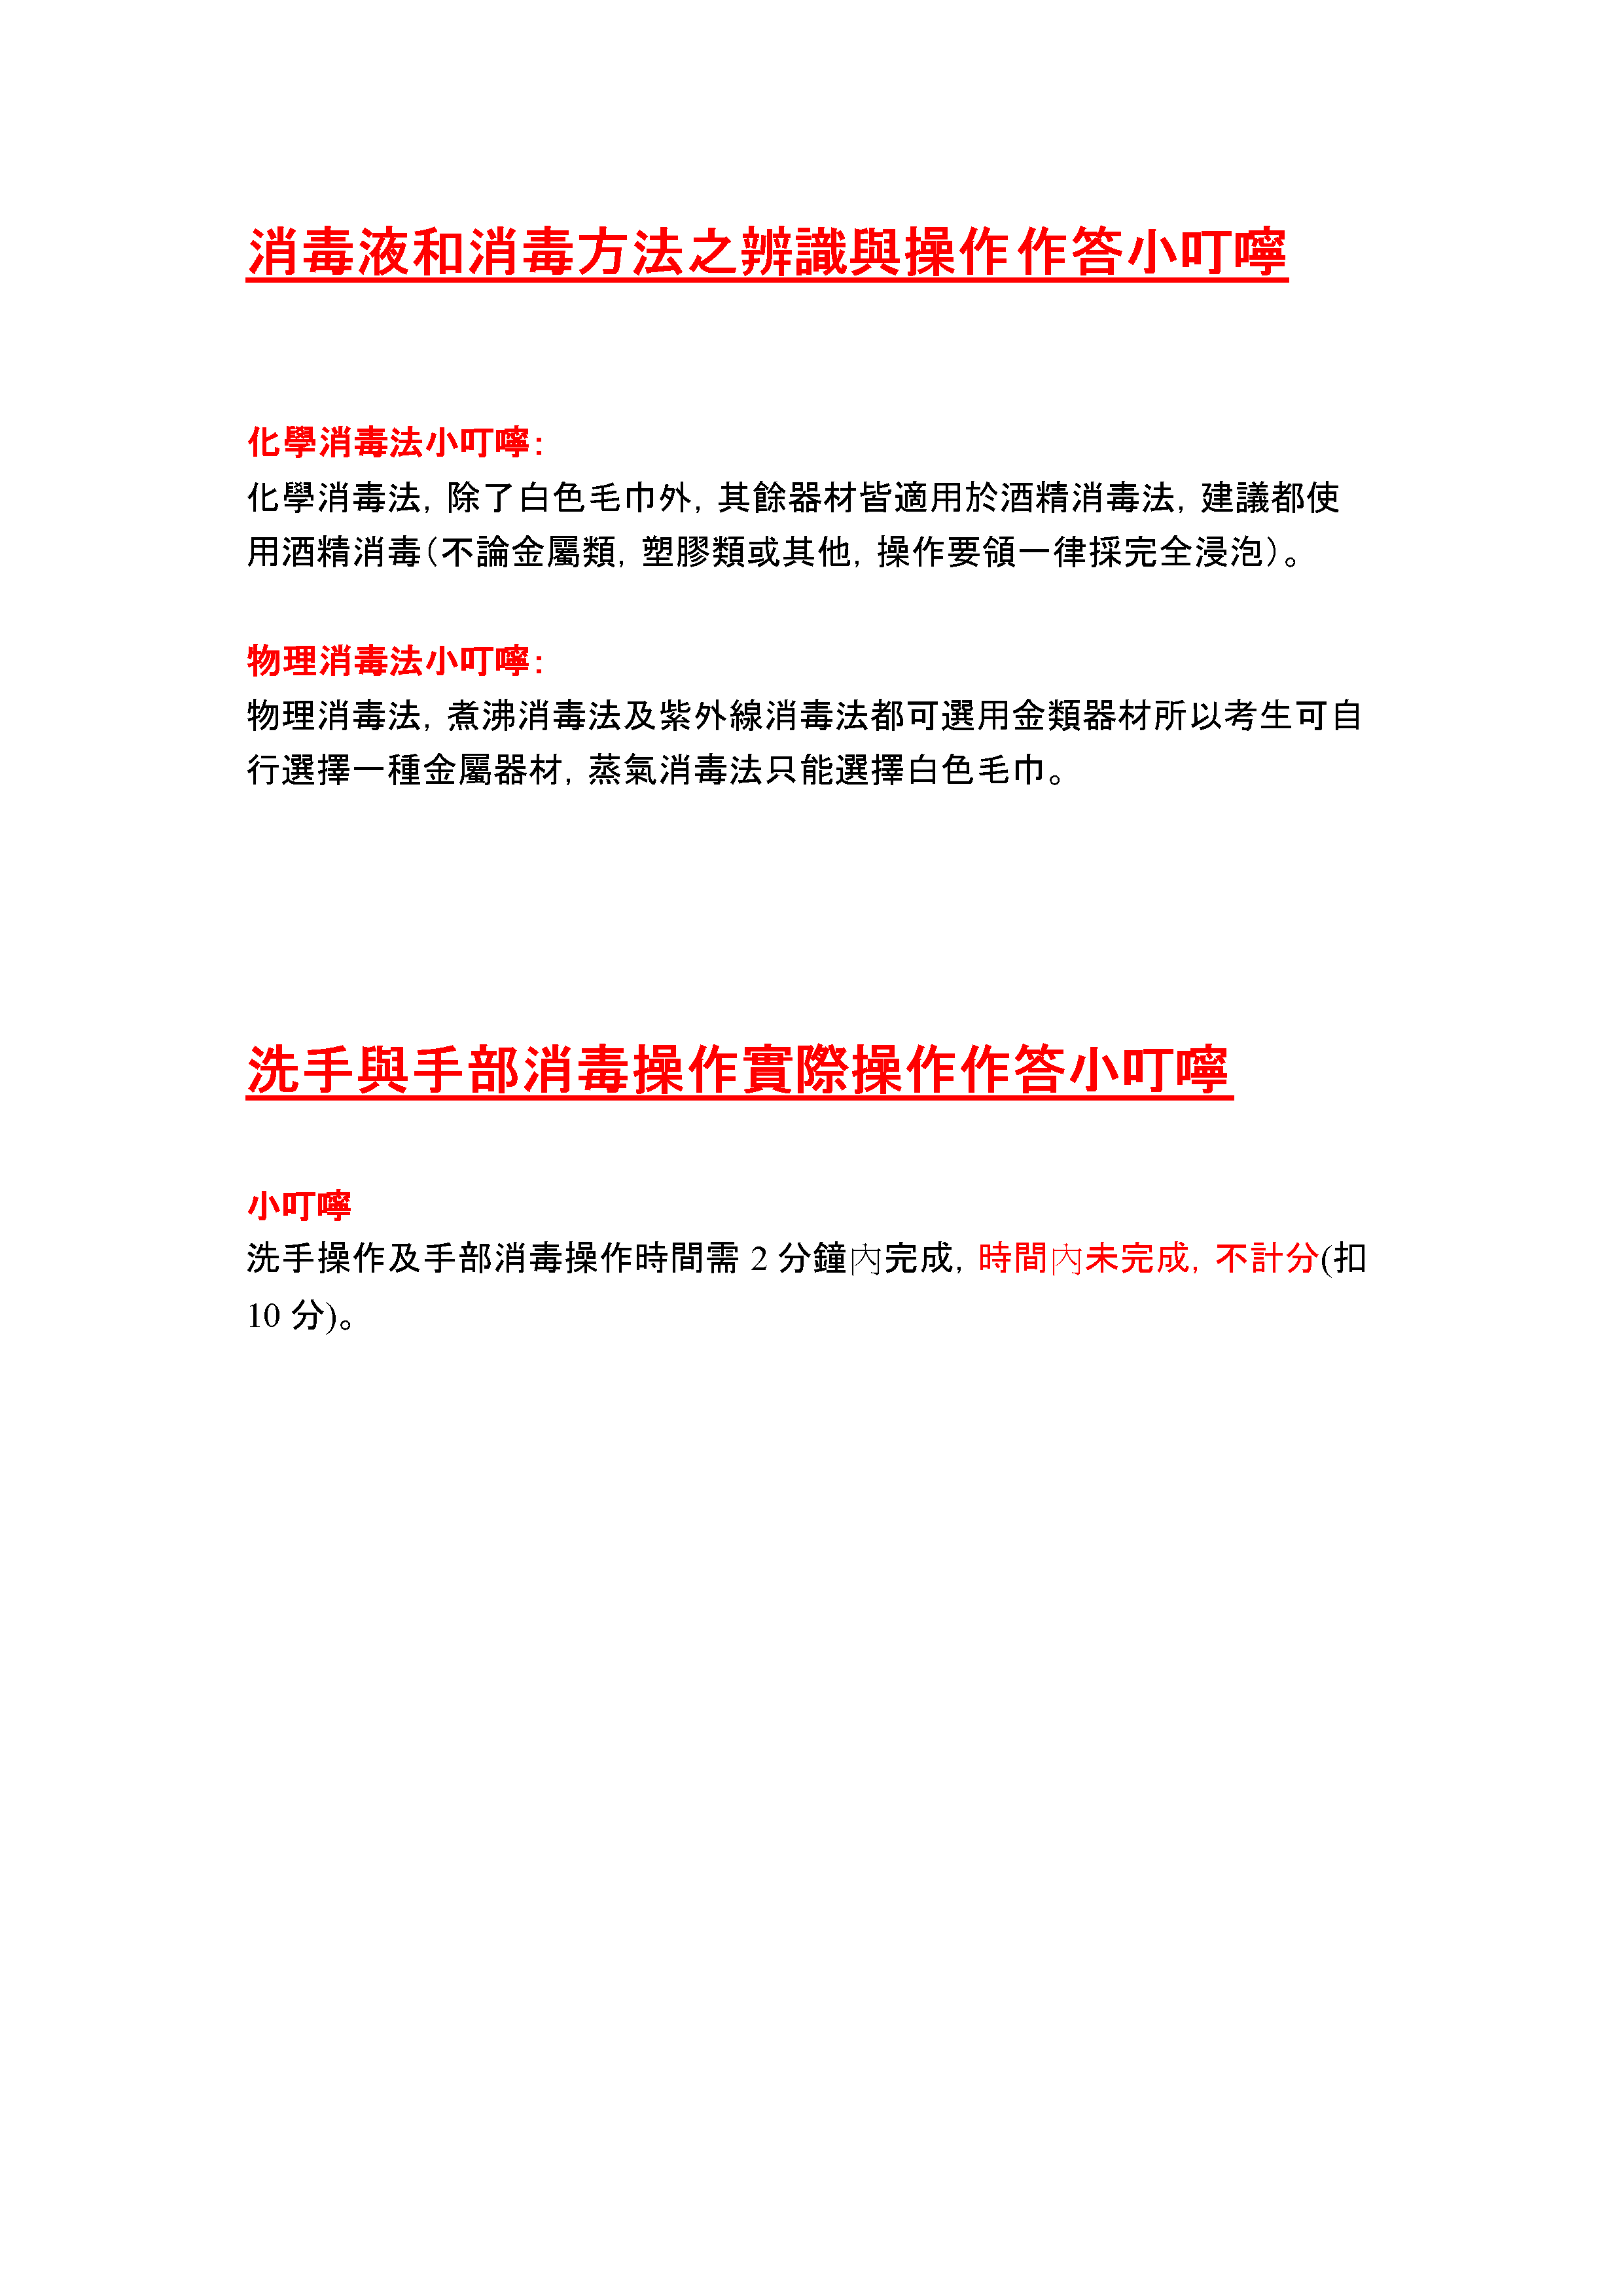 消毒液和消毒方法之辨識與操作作答小叮嚀
化學消毒法小叮嚀:
化學消毒法,除了白色毛巾外,其餘器材皆適用於酒精消毒法,建議都使
用酒精消毒(不論金屬類,塑膠類或其他,操作要領一律採完全浸泡)。
物理消毒法小叮嚀:
物理消毒法,煮沸消毒法及紫外線消毒法都可選用金類器材所以考生可自
行選擇一種金屬器材,蒸氣消毒法只能選擇白色毛巾。
洗手與手部消毒操作實際操作作答小叮嚀
小叮嚀
洗手操作及手部消毒操作時間需 2 分鐘內完成,時間內未完成,不計分(扣
10 分)。